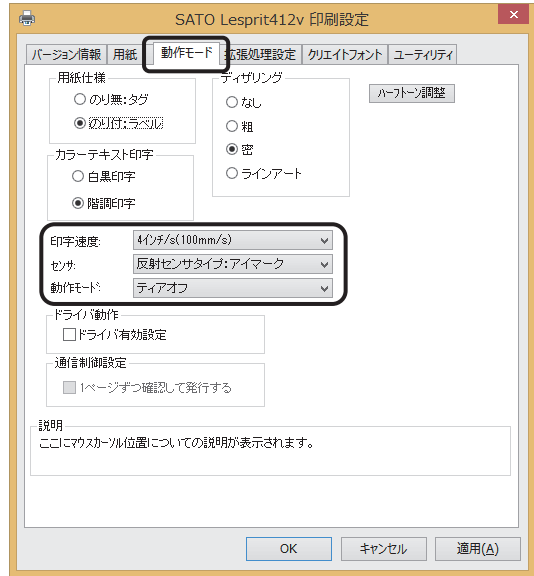 SATO Lesprit412v 印刷設定
バージョン情報 用紙 動作モード 拡張処理設定 クリエイトフォント ユーティリティ
用紙仕様
のり無:タグ
のり付:ラベル
ディザリング
なし
粗
密
ラインアート
ハーフトーン調整
カラーテキスト印字
白黒印字
階調印字
印字速度: 4インチ/s(100mm/s)
センサ: 反射センサタイプ:アイマーク
動作モード: ティアオフ
ドライバ動作
ドライバ有効設定
通信制御設定
1ページずつ確認して発行する
説明
ここにマウスカーソル位置についての説明が表示されます。
OK キャンセル 適用(A)